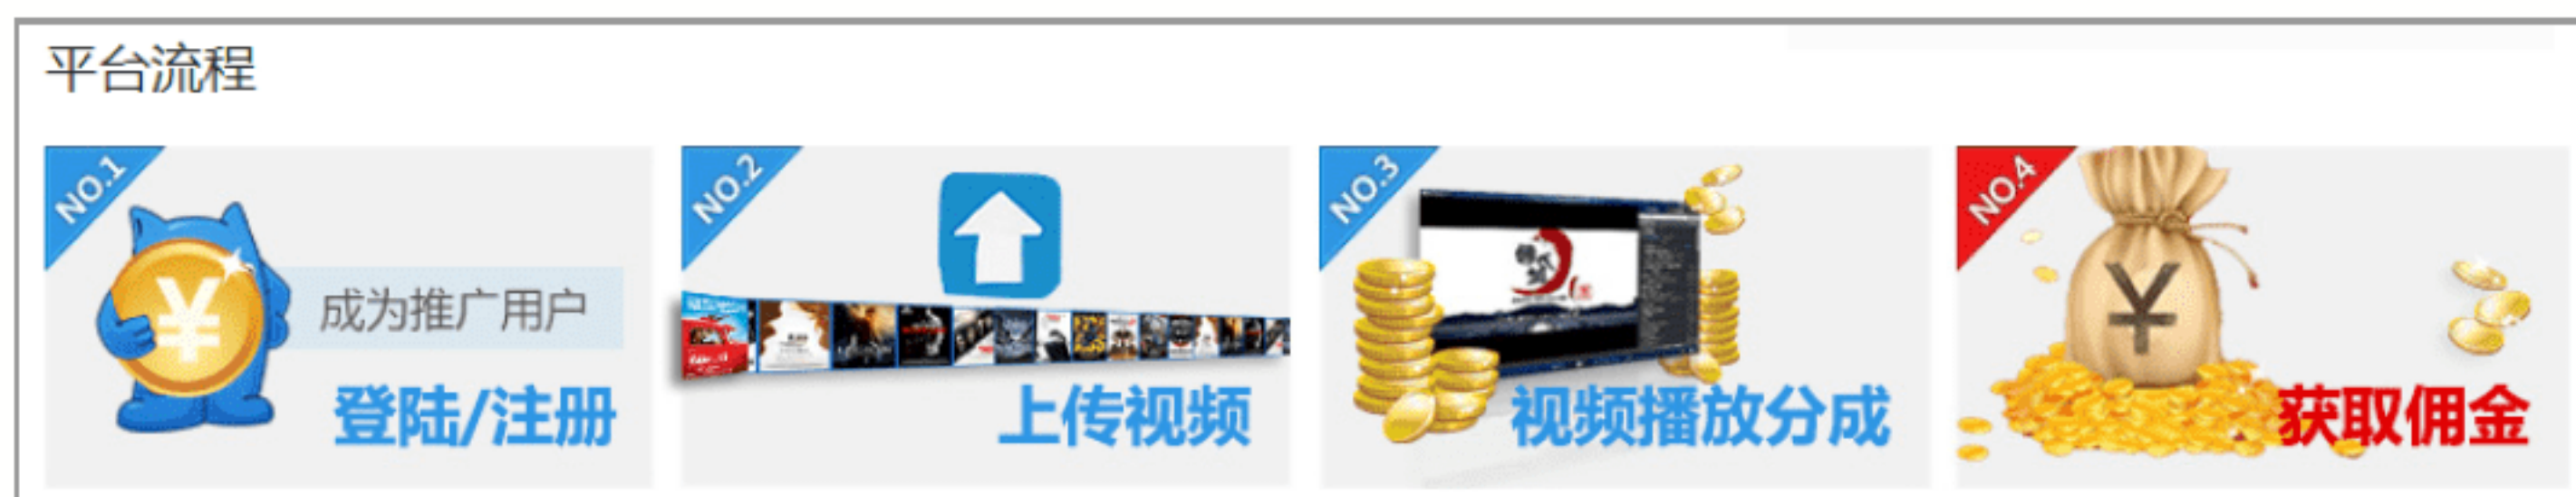 平台流程
NO.1
成为推广用户
登陆/注册
NO.2
上传视频
NO.3
视频播放分成
NO.4
¥
获取佣金